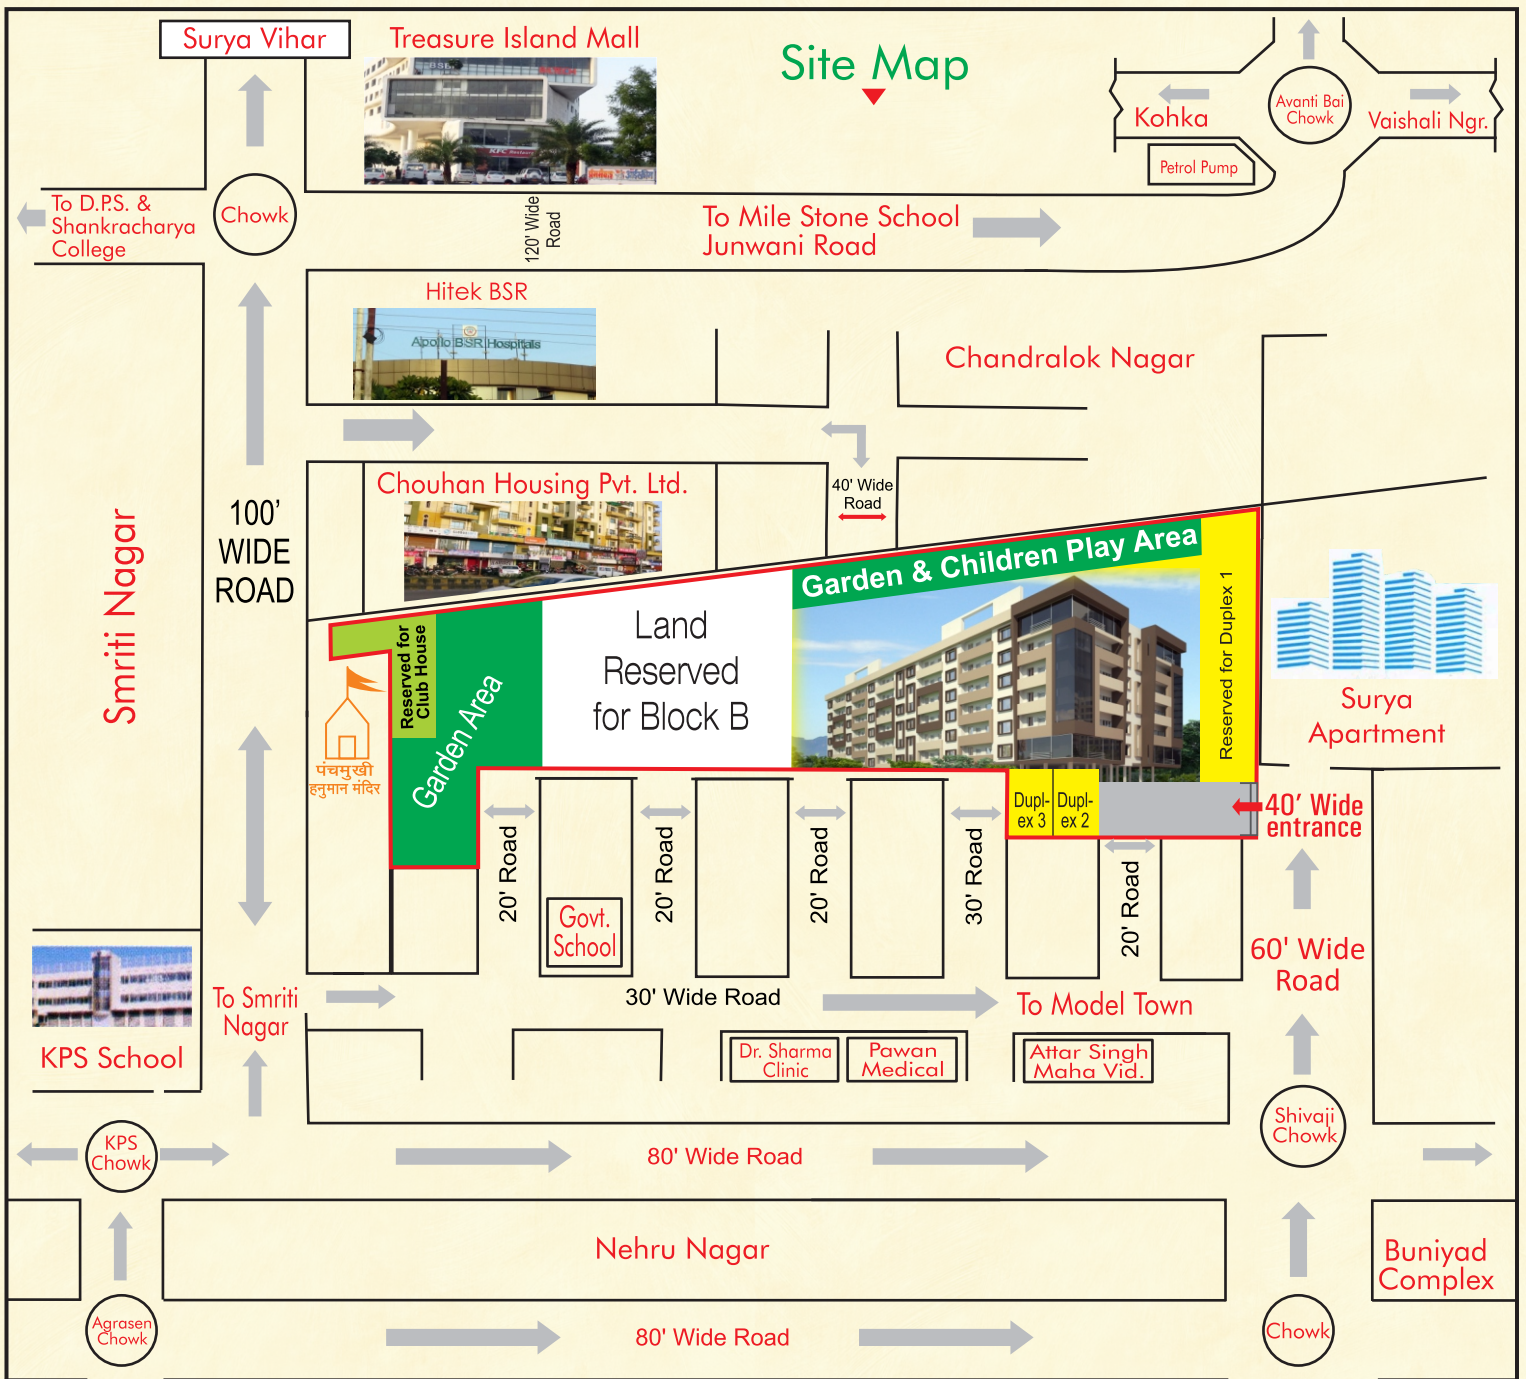 Surya Vihar
Treasure Island Mall
Site Map
KFC
Kohka
Avanti Bai
Chowk
Vaishali Ngr.
Petrol Pump
To D.P.S. &
Shankracharya
College
Chowk
120' Wide
Road
To Mile Stone School
Junwani Road
Hitek BSR
Apollo BSR Hospitals
Chandralok Nagar
Chouhan Housing Pvt. Ltd.
40' Wide
Road
Smriti Nagar
100'
WIDE
ROAD
Garden & Children Play Area
Reserved for
Club House
Garden Area
Land
Reserved
for Block B
Reserved for Duplex 1
Surya
Apartment
पंचमुखी
हनुमान मंदिर
Dupl-
ex 3
Dupl-
ex 2
40' Wide
entrance
20' Road
20' Road
20' Road
30' Road
20' Road
Govt.
School
60' Wide
Road
To Smriti
Nagar
30' Wide Road
To Model Town
KPS School
Dr. Sharma
Clinic
Pawan
Medical
Attar Singh
Maha Vid.
KPS
Chowk
80' Wide Road
Shivaji
Chowk
Nehru Nagar
Buniyad
Complex
Agrasen
Chowk
80' Wide Road
Chowk